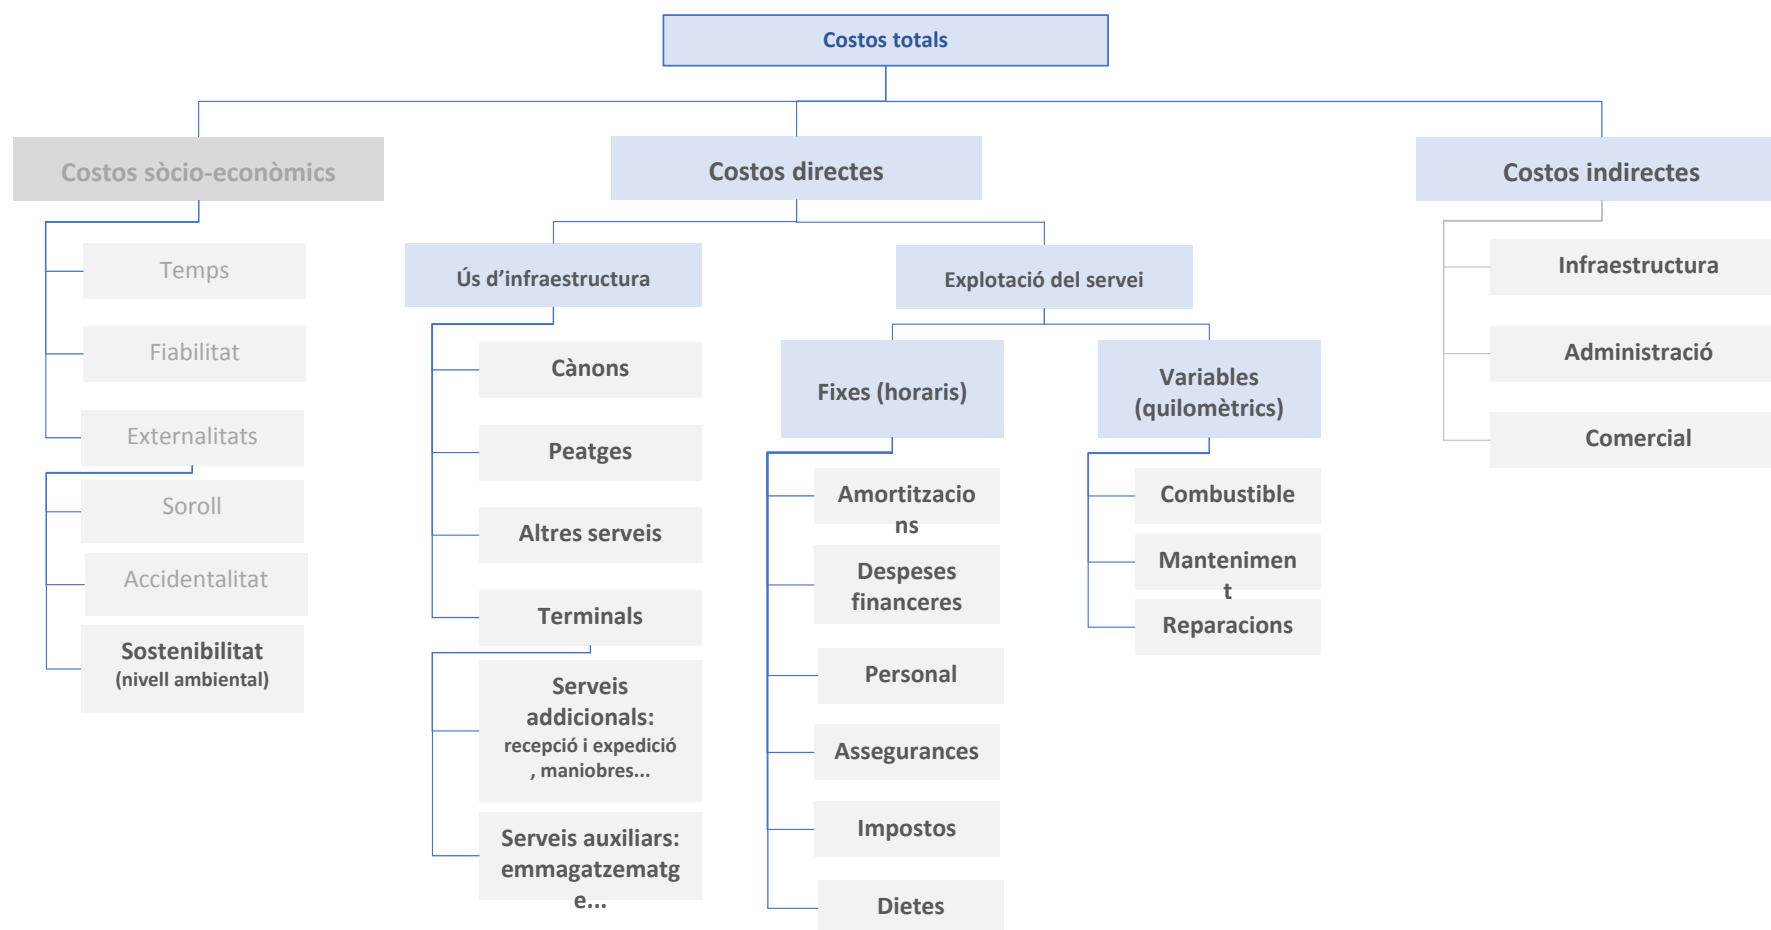 Costos totals
Costos sòcio-econòmics
Temps
Fiabilitat
Externalitats
Soroll
Accidentalitat
Sostenibilitat
(nivell ambiental)
Costos directes
Ús d’infraestructura
Cànons
Peatges
Altres serveis
Terminals
Serveis
addicionals:
recepció i expedició
, maniobres...
Serveis auxiliars:
emmagatzematg
e...
Explotació del servei
Fixes (horaris)
Amortitzacio
ns
Despeses
financeres
Personal
Assegurances
Impostos
Dietes
Variables
(quilomètrics)
Combustible
Mantenimen
t
Reparacions
Costos indirectes
Infraestructura
Administració
Comercial